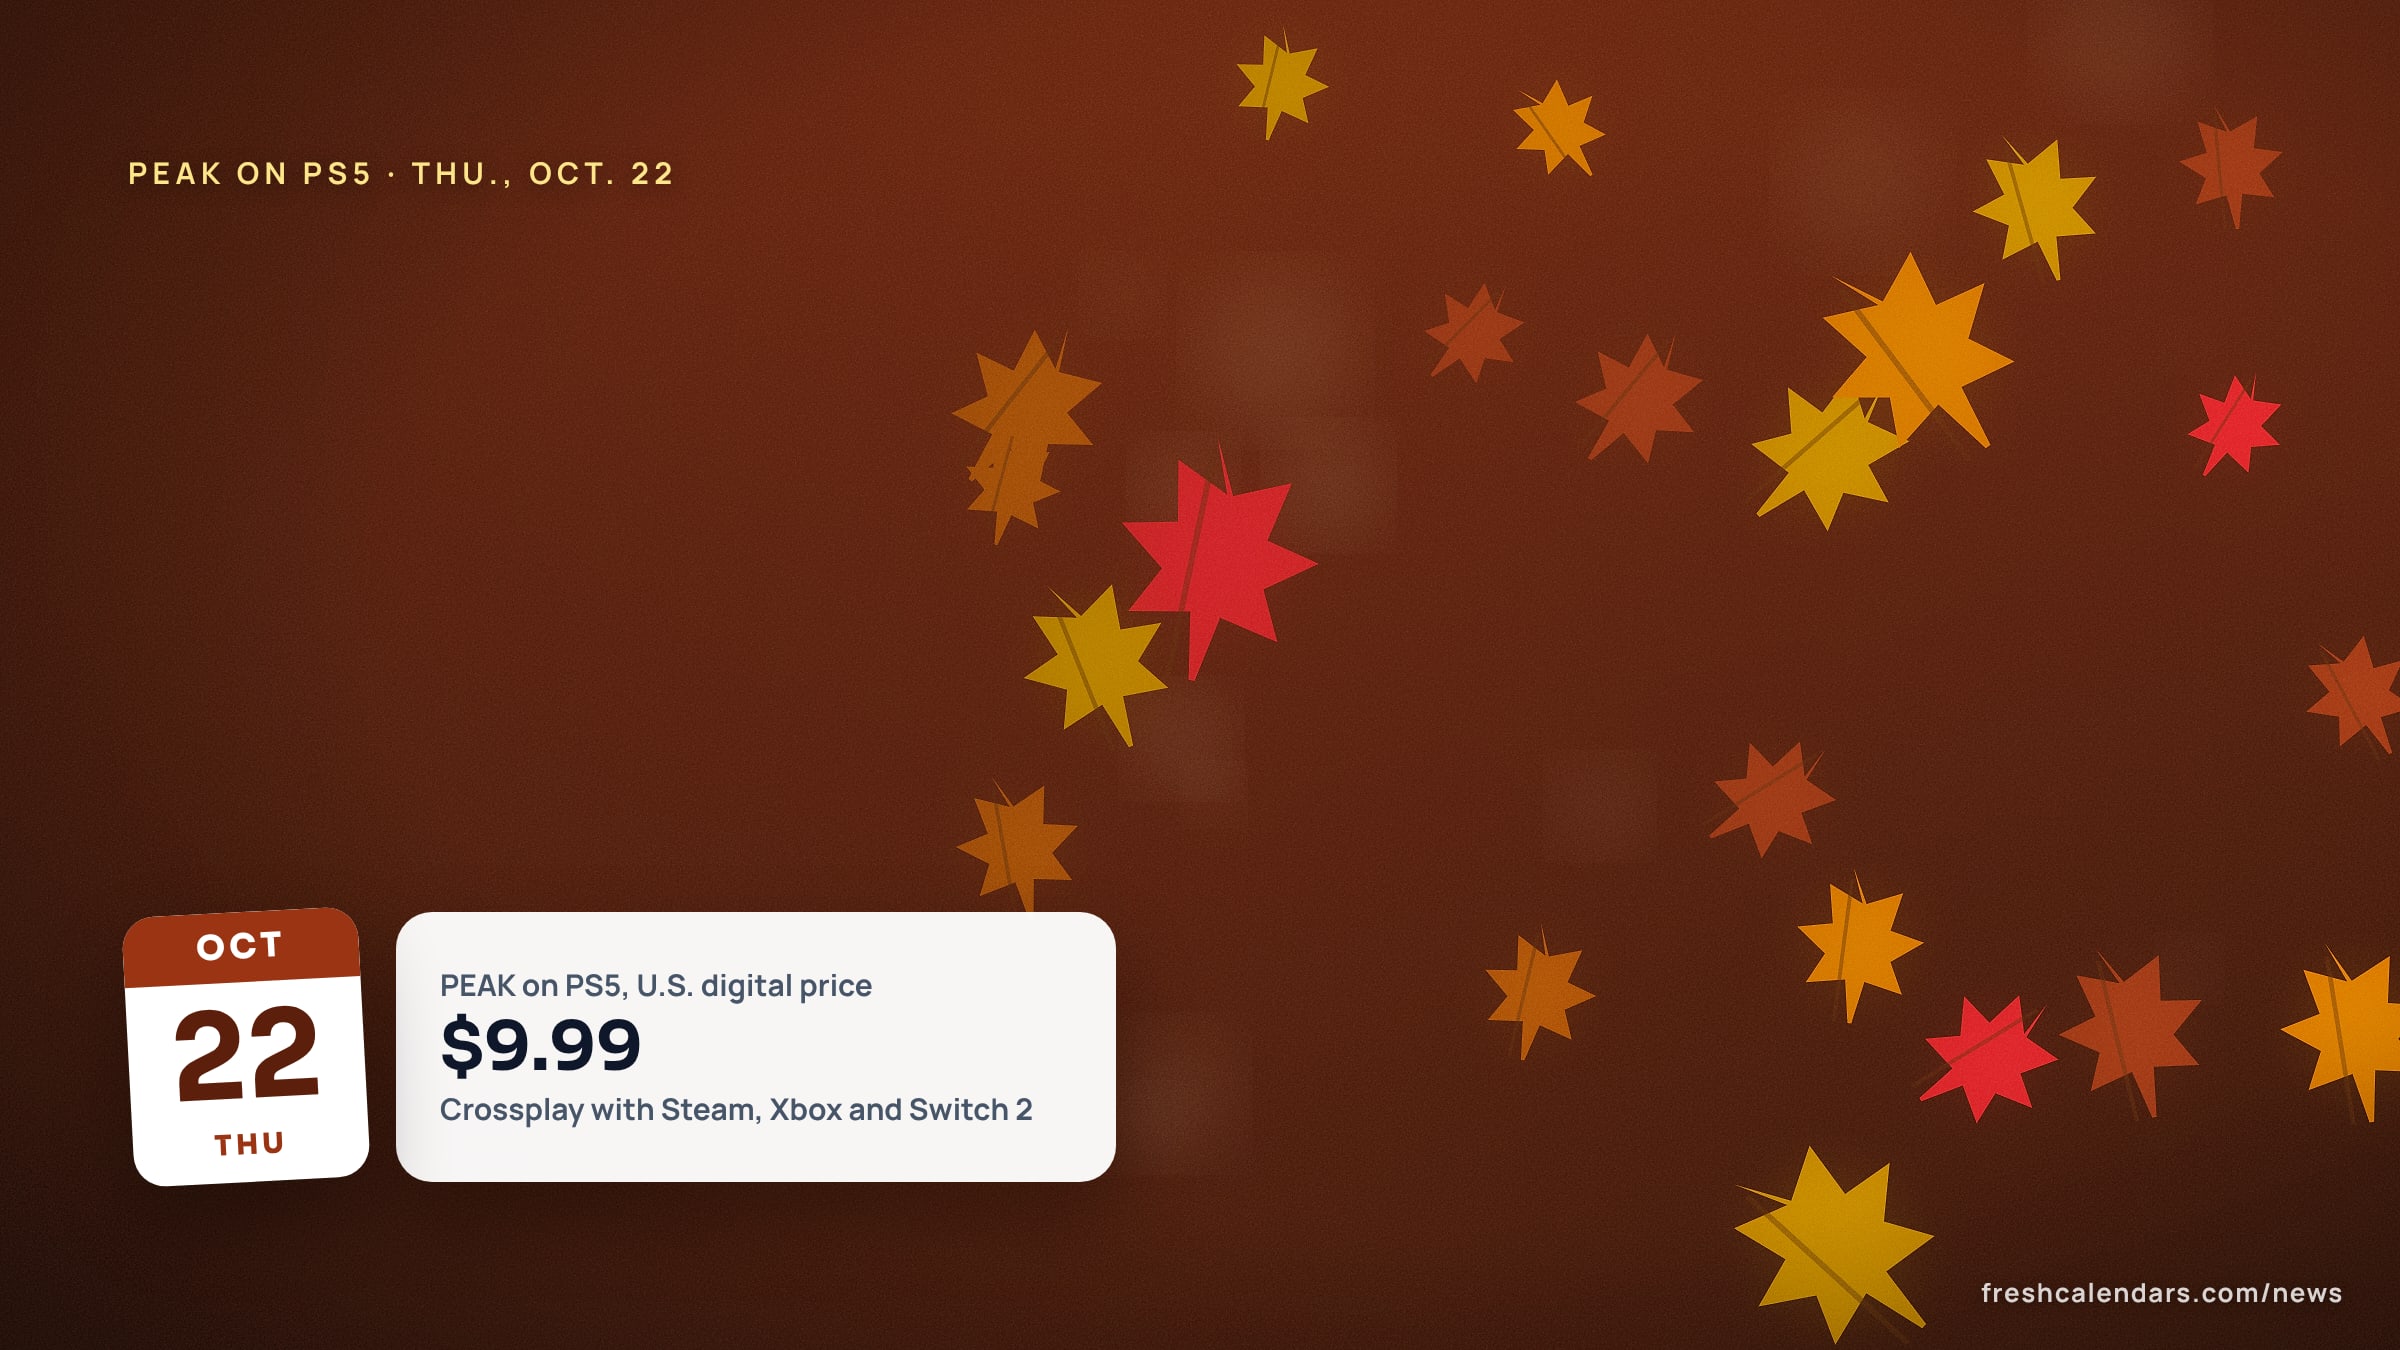 PEAK ON PS5 · THU., OCT. 22
OCT
22
THU
PEAK on PS5, U.S. digital price
$9.99
Crossplay with Steam, Xbox and Switch 2
freshcalendars.com/news